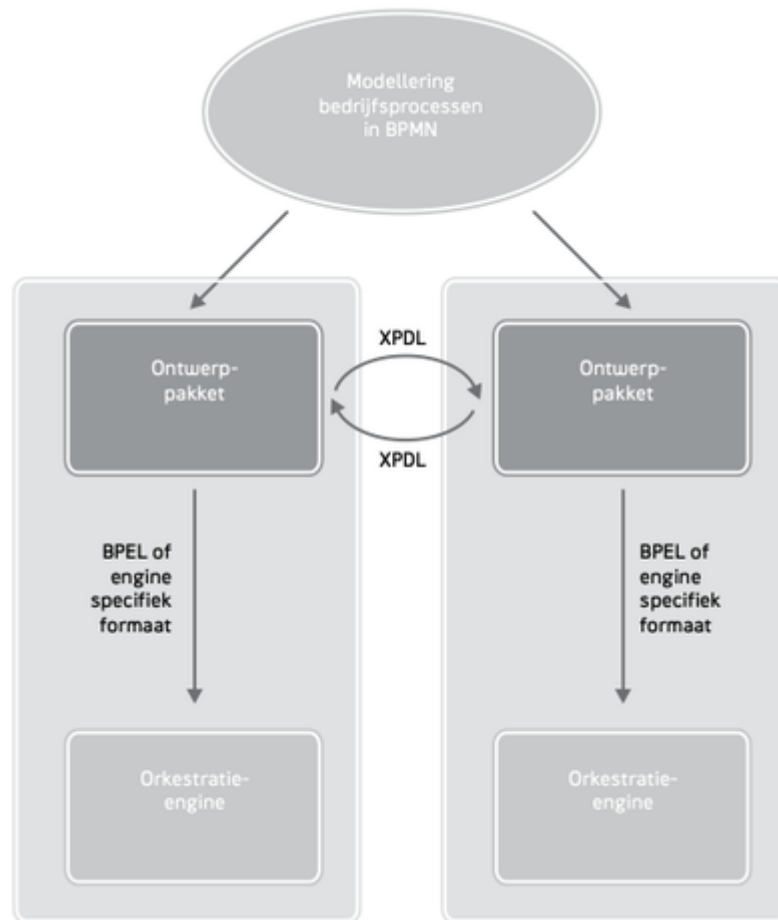 Modellering
bedrijfsprocessen
in BPMN
XPDL
Ontwerp-
pakket
Ontwerp-
pakket
XPDL
BPEL of
engine
specifiek
formaat
BPEL of
engine
specifiek
formaat
Orkestratie-
engine
Orkestratie-
engine